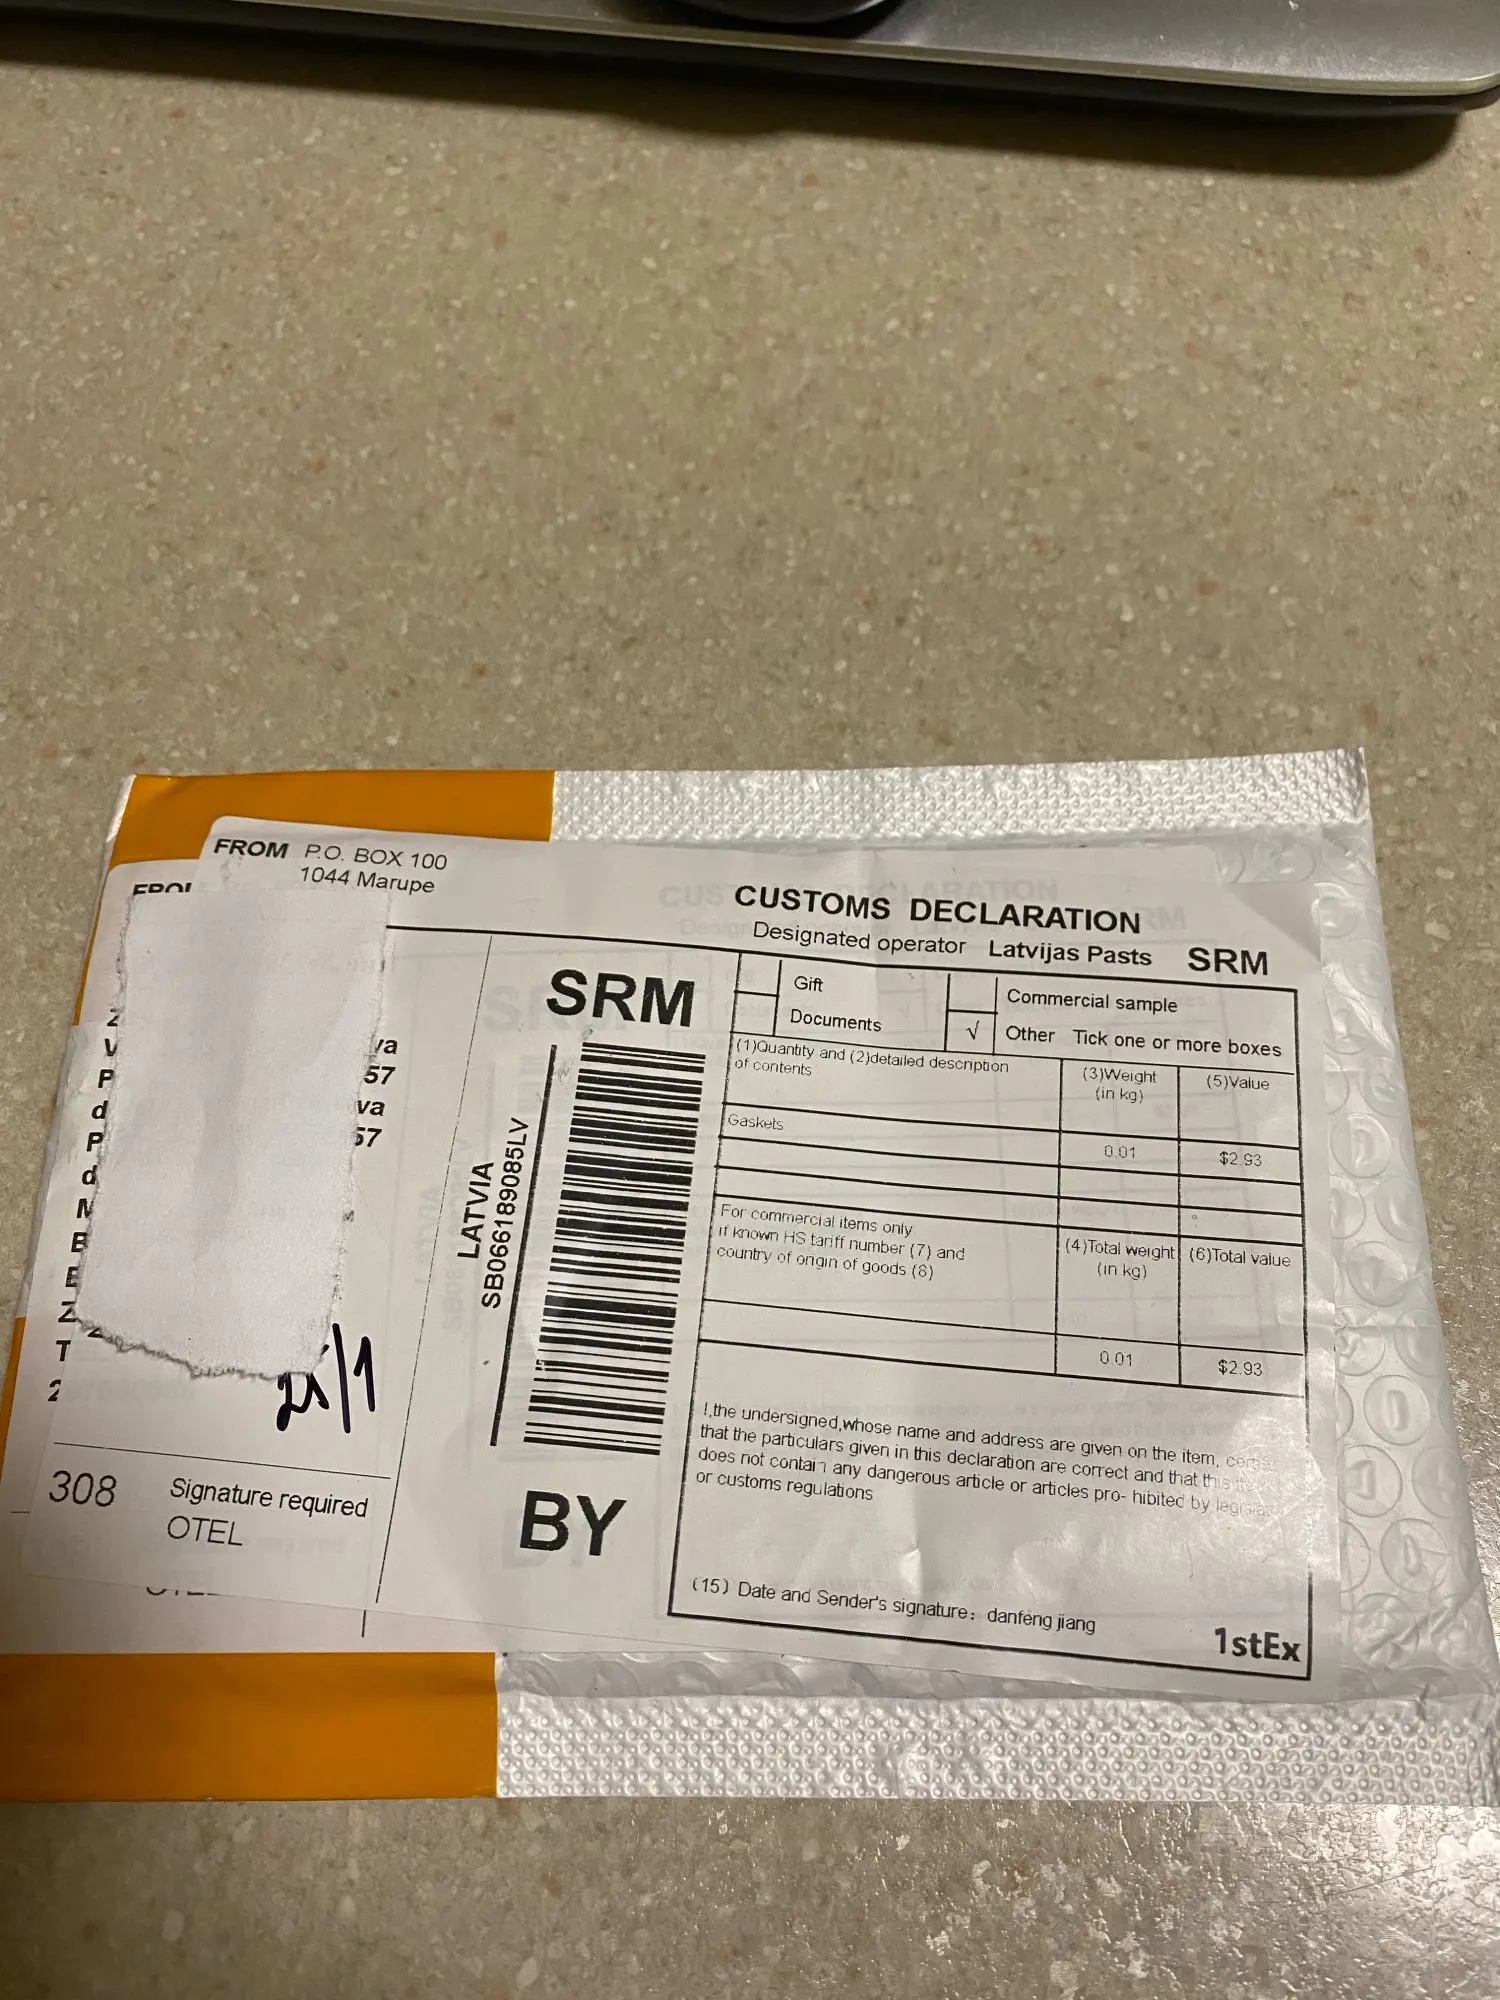 FROM P.O. BOX 100
1044 Marupe
CUSTOMS DECLARATION
Designated operator Latvijas Pasts SRM
SRM
Gift
Commercial sample
Documents
√ Other Tick one or more boxes
(1)Quantity and (2)detailed description
of contents
(3)Weight
(in kg)
(5)Value
Gaskets
0.01
$2.93
For commercial items only
if known HS tariff number (7) and
country of origin of goods (8)
(4)Total weight
(in kg)
(6)Total value
0.01
$2.93
I,the undersigned,whose name and address are given on the item,
that the particulars given in this declaration are correct and that this
does not contain any dangerous article or articles pro- hibited by
or customs regulations
(15) Date and Sender's signature: danfeng jiang
1stEx
LATVIA
SB066189085LV
BY
va
57
va
57
308
Signature required
OTEL